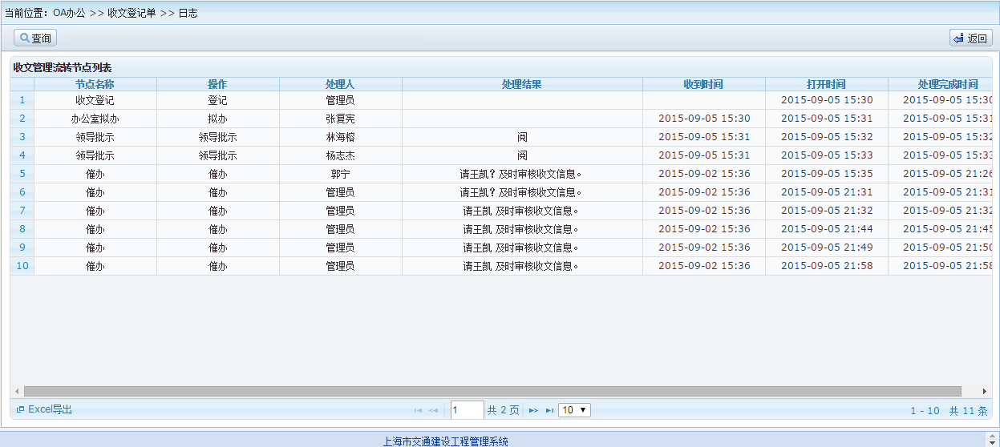 当前位置：OA办公 >> 收文登记单 >> 日志
查询 返回
收文管理流转节点列表
节点名称 操作 处理人 处理结果 收到时间 打开时间 处理完成时间
1 收文登记 登记 管理员 2015-09-05 15:30 2015-09-05 15:30
2 办公室拟办 拟办 张复宪 2015-09-05 15:30 2015-09-05 15:31 2015-09-05 15:31
3 领导批示 领导批示 林海榕 阅 2015-09-05 15:31 2015-09-05 15:32 2015-09-05 15:32
4 领导批示 领导批示 杨志杰 阅 2015-09-05 15:31 2015-09-05 15:33 2015-09-05 15:33
5 催办 催办 郭宁 请王凯？及时审核收文信息。 2015-09-02 15:36 2015-09-05 15:35 2015-09-05 21:26
6 催办 催办 管理员 请王凯？及时审核收文信息。 2015-09-02 15:36 2015-09-05 21:31 2015-09-05 21:31
7 催办 催办 管理员 请王凯 及时审核收文信息。 2015-09-02 15:36 2015-09-05 21:32 2015-09-05 21:32
8 催办 催办 管理员 请王凯 及时审核收文信息。 2015-09-02 15:36 2015-09-05 21:44 2015-09-05 21:45
9 催办 催办 管理员 请王凯 及时审核收文信息。 2015-09-02 15:36 2015-09-05 21:49 2015-09-05 21:50
10 催办 催办 管理员 请王凯 及时审核收文信息。 2015-09-02 15:36 2015-09-05 21:58 2015-09-05 21:58
Excel导出 1 共 2 页 10 1 - 10 共 11 条
上海市交通建设工程管理系统